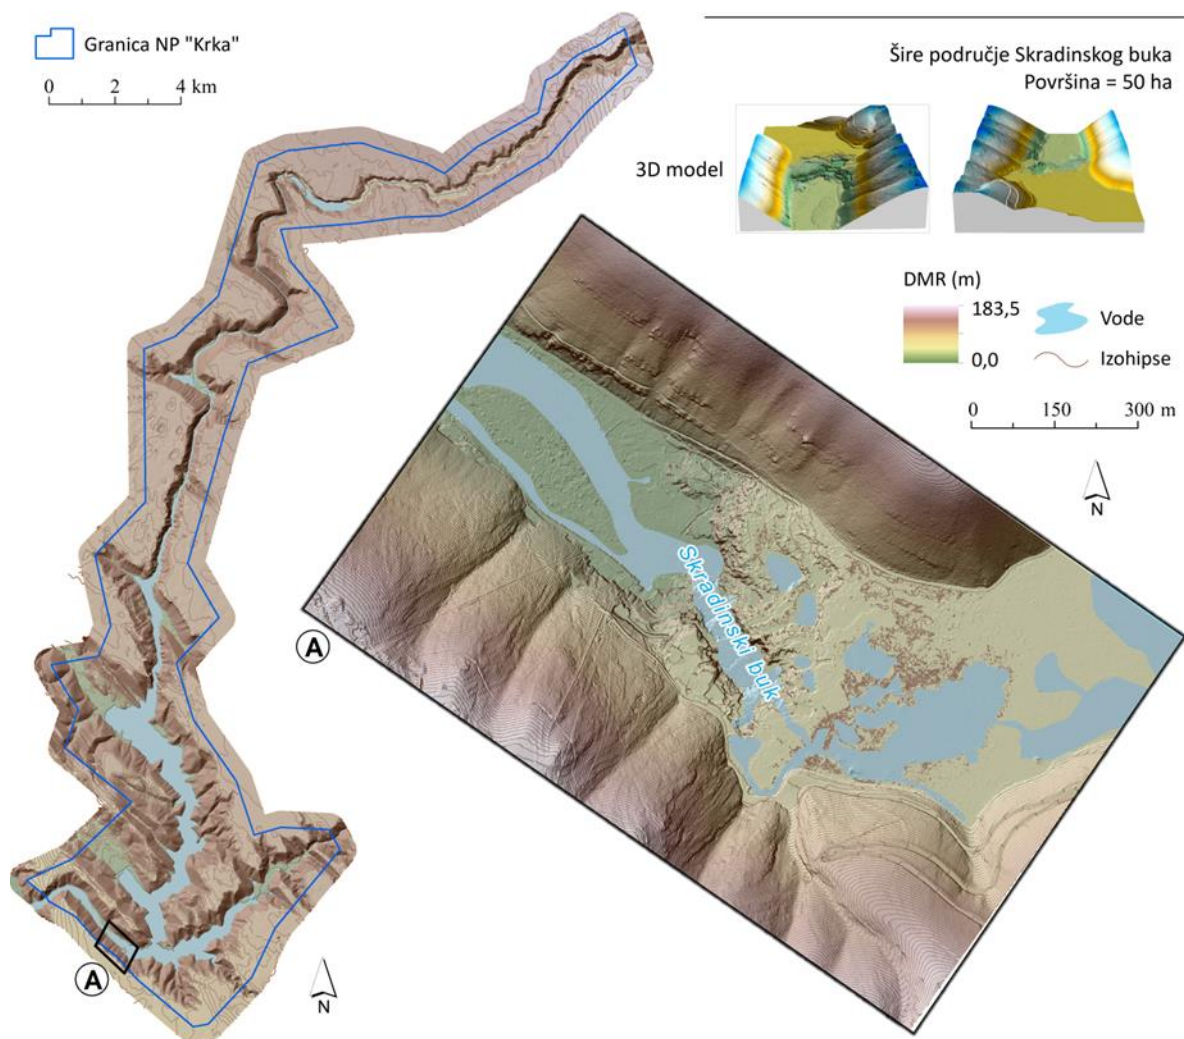 Granica NP "Krka"
0 2 4 km
Šire područje Skradinskog buka
Površina = 50 ha
3D model
DMR (m)
183,5
0,0
Vode
Izohipse
0 150 300 m
N
Skradinski buk
A
A
N